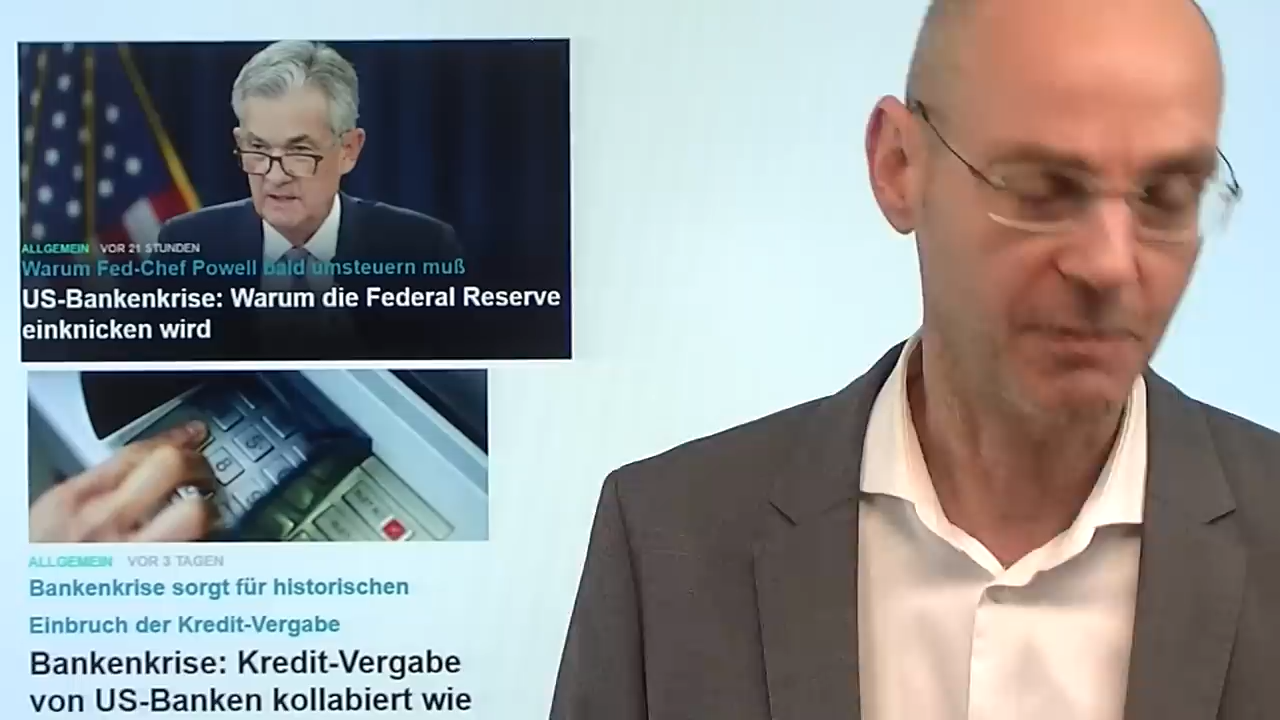 ALLGEMEIN VOR 21 STUNDEN
Warum Fed-Chef Powell bald umsteuern muß
US-Bankenkrise: Warum die Federal Reserve
einknicken wird
5
8
ALLGEMEIN VOR 3 TAGEN
Bankenkrise sorgt für historischen
Einbruch der Kredit-Vergabe
Bankenkrise: Kredit-Vergabe
von US-Banken kollabiert wie